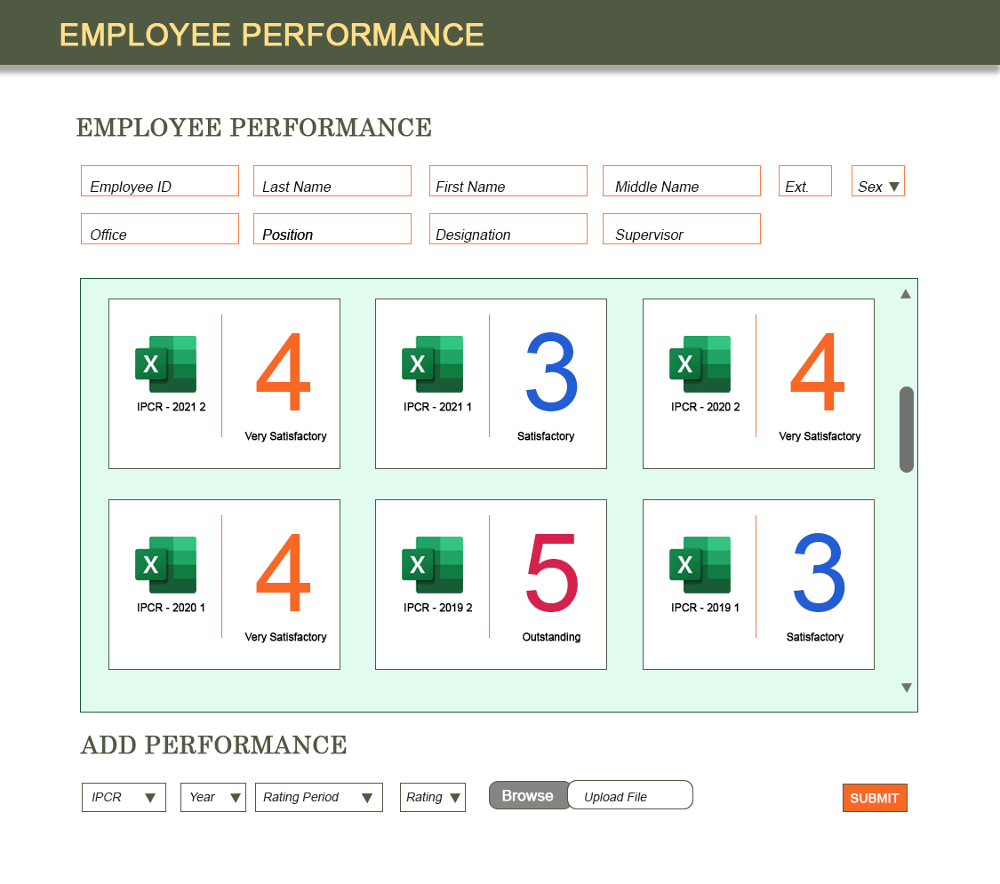 EMPLOYEE PERFORMANCE
EMPLOYEE PERFORMANCE
Employee ID Last Name First Name Middle Name Ext. Sex
Office Position Designation Supervisor
X 4 X 3 X 4
IPCR - 2021 2 IPCR - 2021 1 IPCR - 2020 2
Very Satisfactory Satisfactory Very Satisfactory
X 4 X 5 X 3
IPCR - 2020 1 IPCR - 2019 2 IPCR - 2019 1
Very Satisfactory Outstanding Satisfactory
ADD PERFORMANCE
IPCR Year Rating Period Rating Browse Upload File SUBMIT